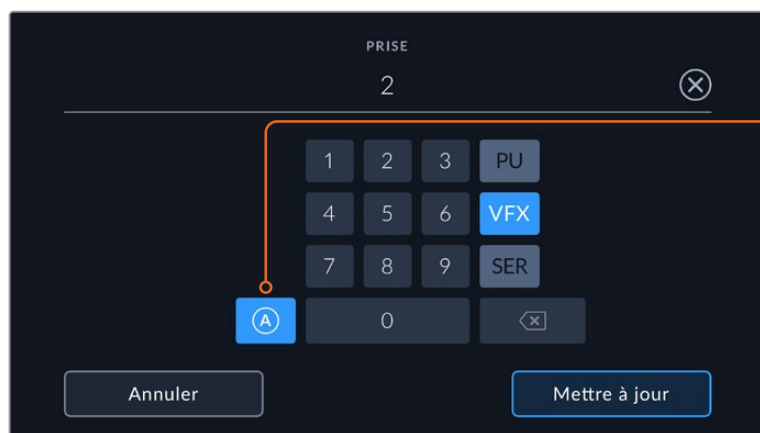 PRISE
2
1 2 3 PU
4 5 6 VFX
7 8 9 SER
A 0
Annuler Mettre à jour